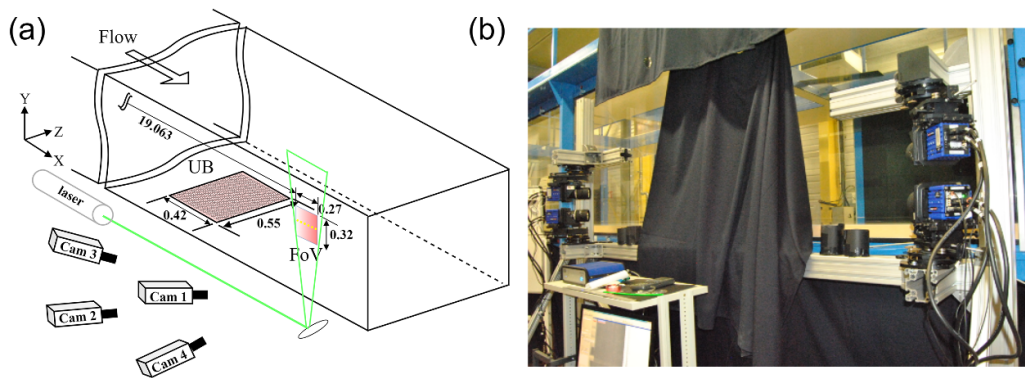 (a)
(b)
Flow
Y
Z
X
19.063
UB
laser
0.42
0.55
0.27
0.32
FoV
Cam 3
Cam 1
Cam 2
Cam 4